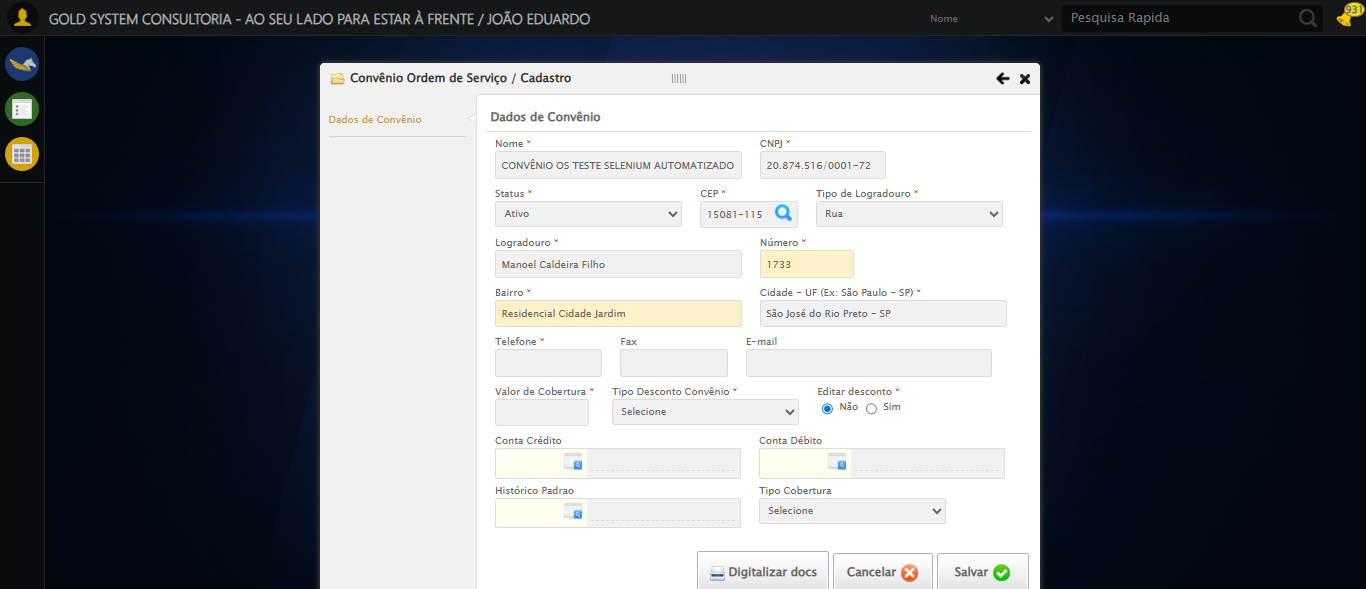 GOLD SYSTEM CONSULTORIA - AO SEU LADO PARA ESTAR À FRENTE / JOÃO EDUARDO
Nome
Pesquisa Rapida
931
Convênio Ordem de Serviço / Cadastro
Dados de Convênio
Dados de Convênio
Nome * CNPJ *
CONVÊNIO OS TESTE SELENIUM AUTOMATIZADO 20.874.516/0001-72
Status * CEP * Tipo de Logradouro *
Ativo 15081-115 Rua
Logradouro * Número *
Manoel Caldeira Filho 1733
Bairro * Cidade - UF (Ex: São Paulo - SP) *
Residencial Cidade Jardim São José do Rio Preto - SP
Telefone * Fax E-mail
Valor de Cobertura * Tipo Desconto Convênio * Editar desconto *
Selecione Não Sim
Conta Crédito Conta Débito
Histórico Padrao Tipo Cobertura
Selecione
Digitalizar docs Cancelar Salvar